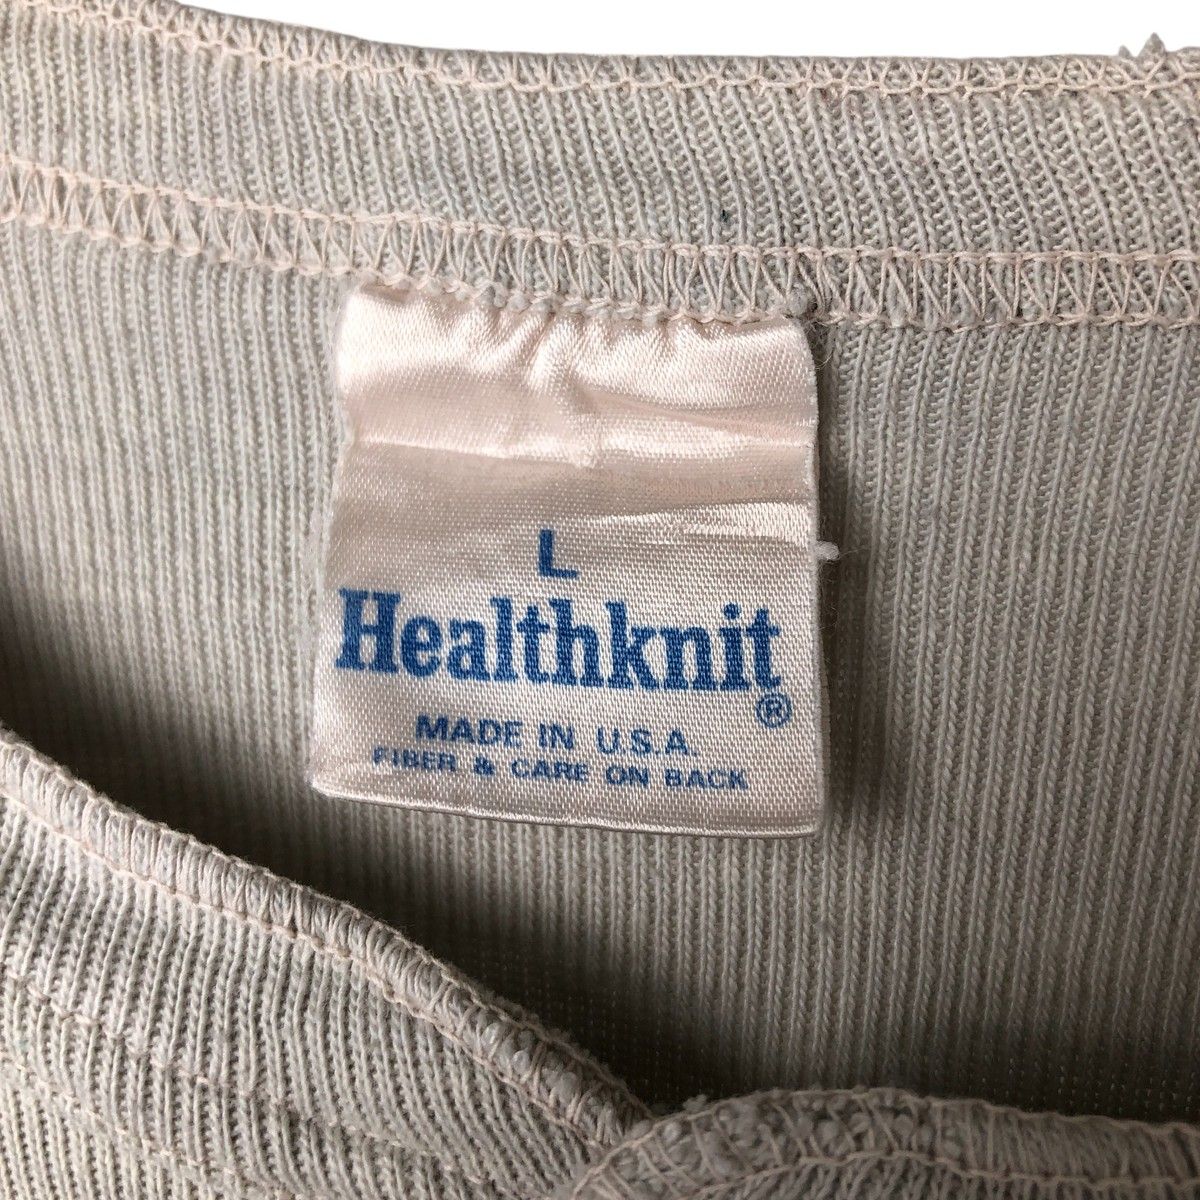 L
Healthknit®
MADE IN U.S.A.
FIBER & CARE ON BACK